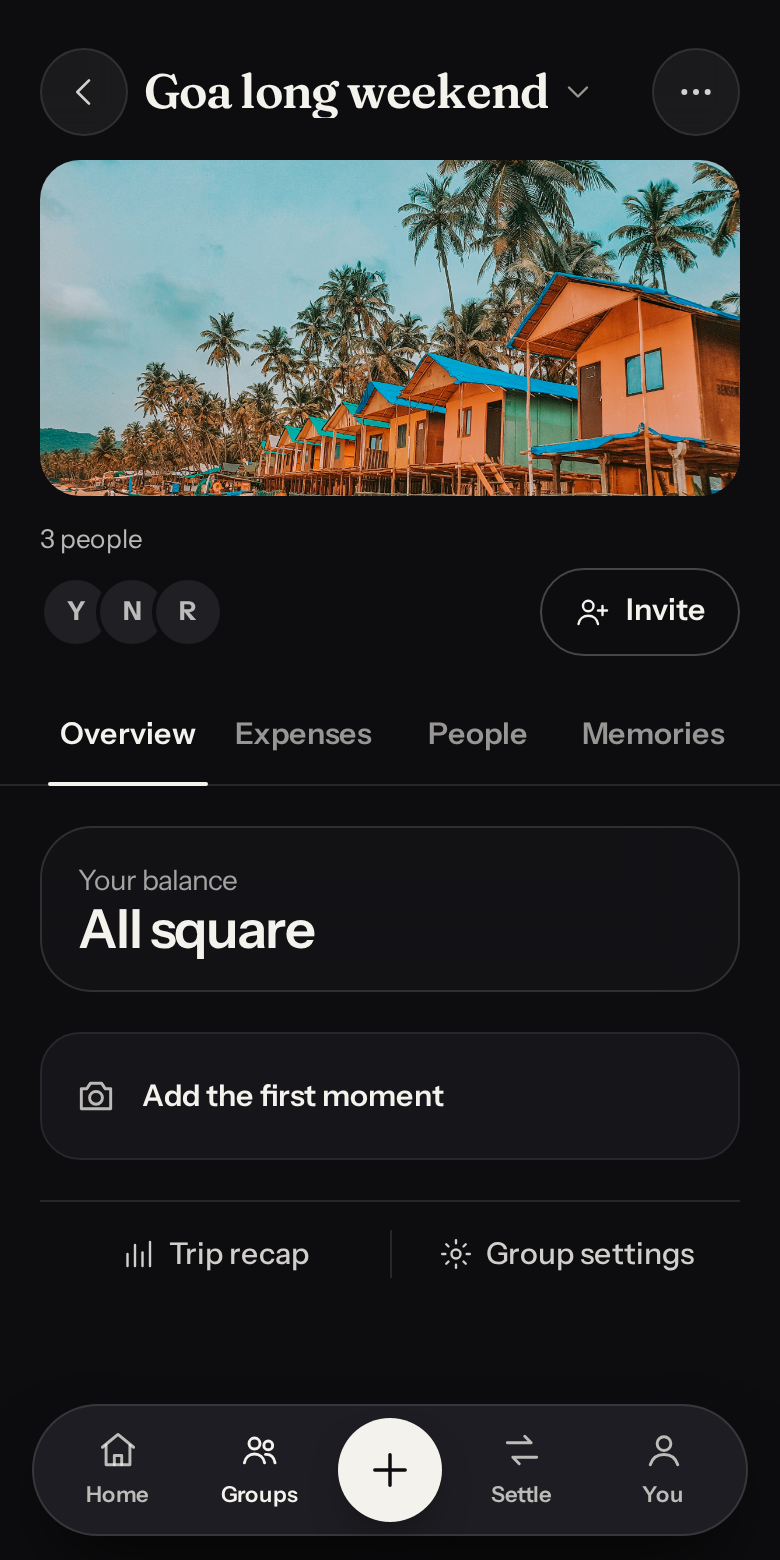 Goa long weekend
3 people
Y N R
Invite
Overview Expenses People Memories
Your balance
All square
Add the first moment
Trip recap Group settings
Home Groups Settle You